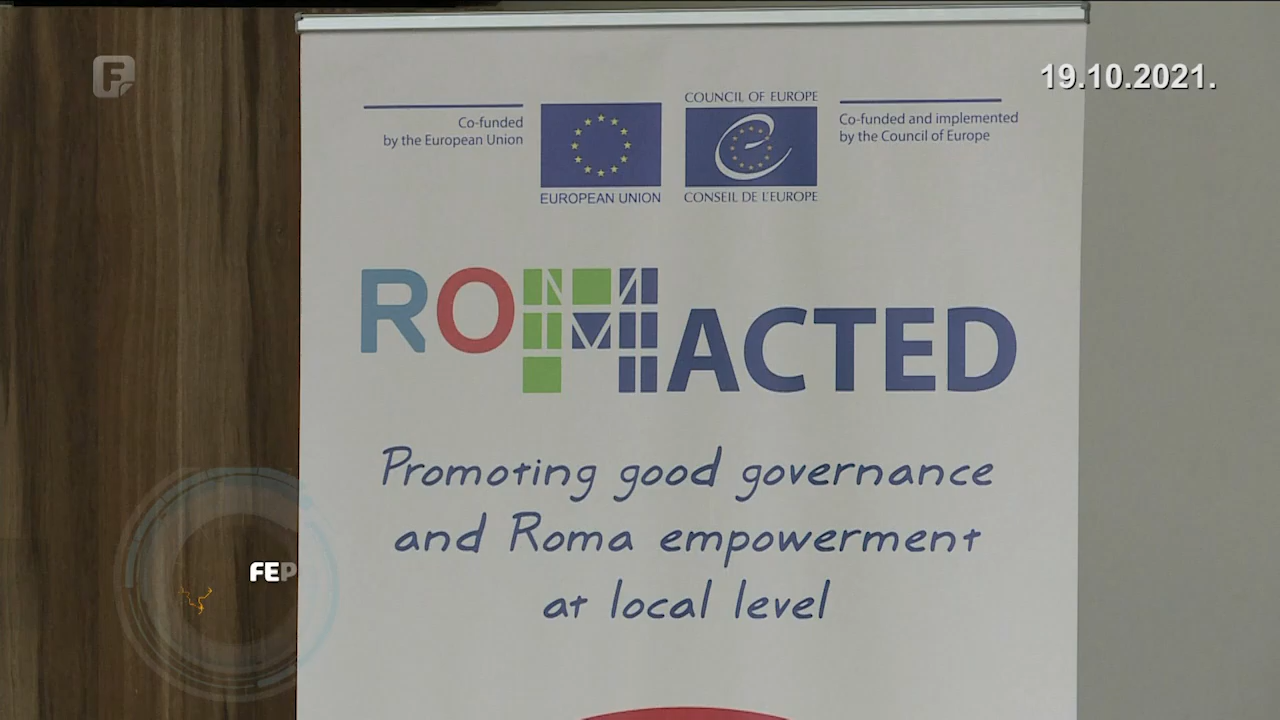 19.10.2021.
COUNCIL OF EUROPE
Co-funded
by the European Union
Co-funded and implemented
by the Council of Europe
EUROPEAN UNION
CONSEIL DE L'EUROPE
ROMACTED
Promoting good governance
and Roma empowerment
at local level
FEP